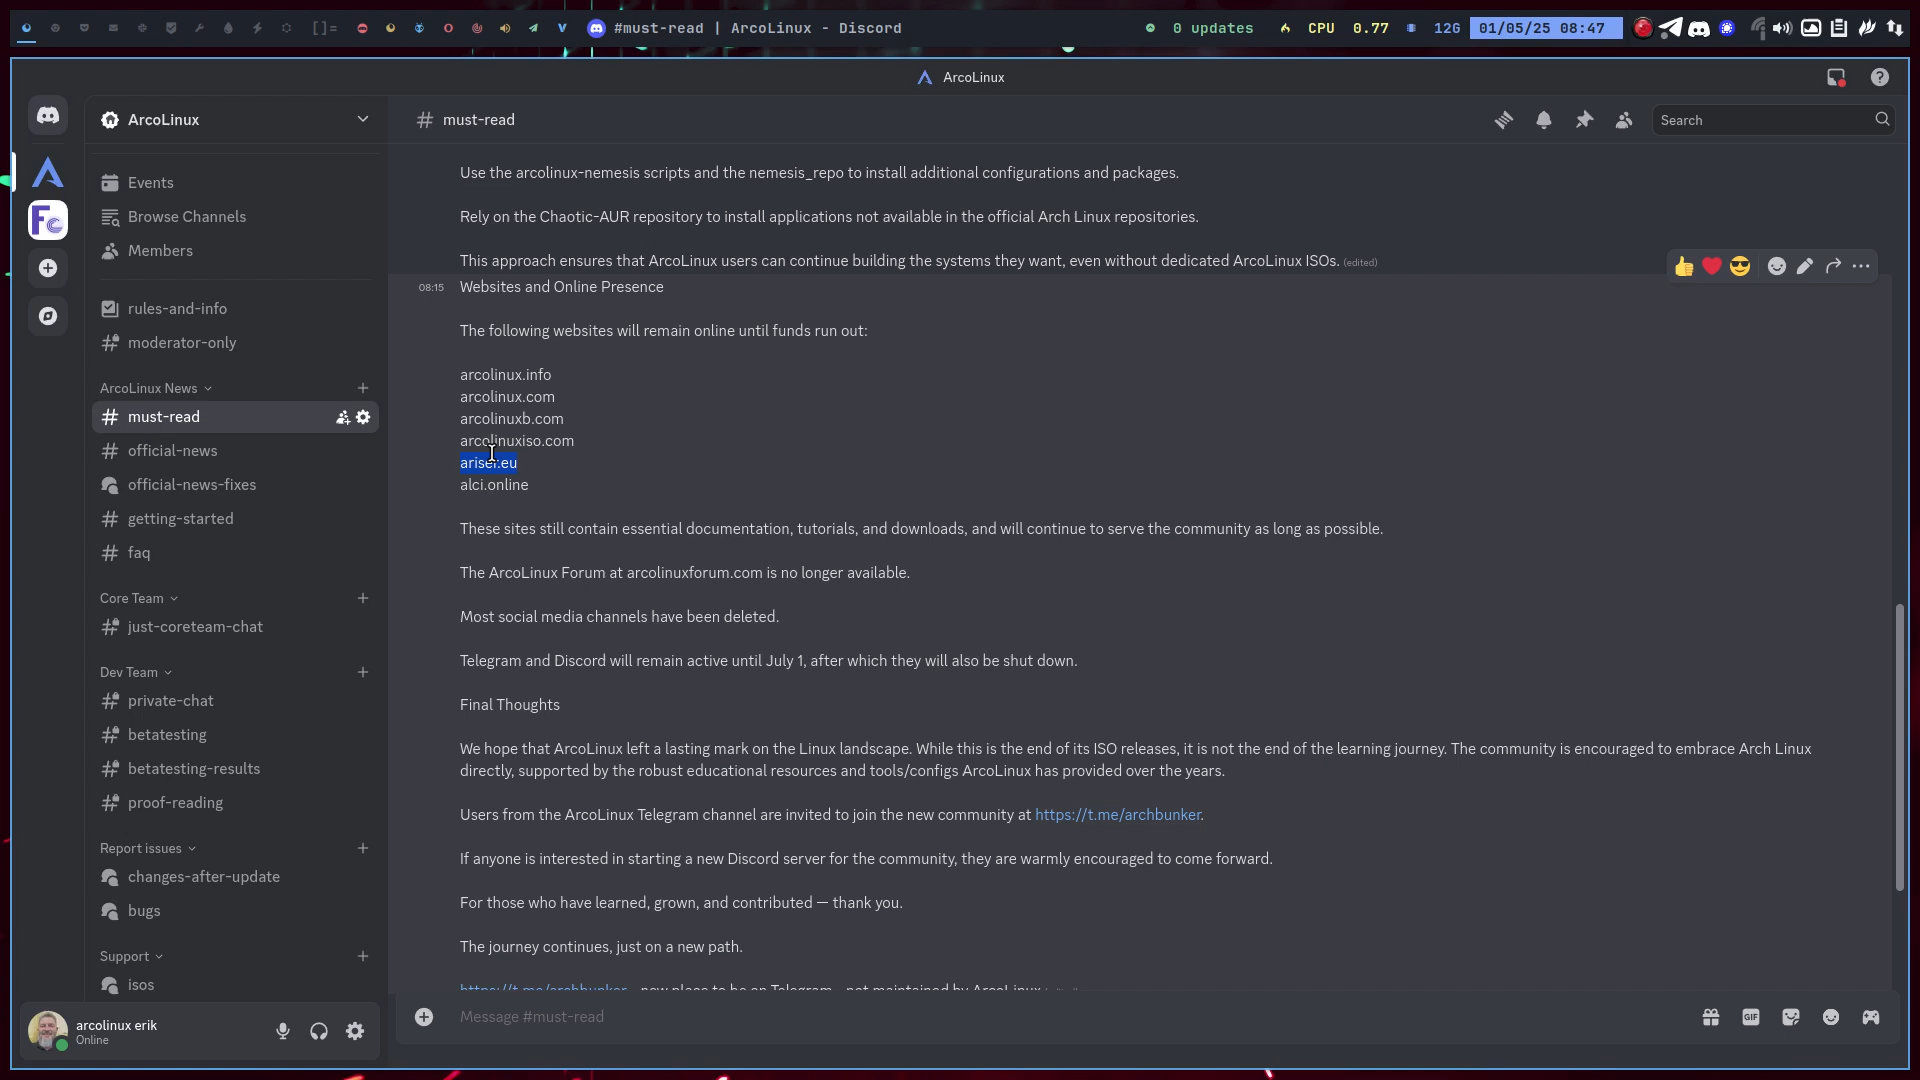 []=
#must-read | ArcoLinux - Discord
0 updates
CPU 0.77
12G
01/05/25 08:47
ArcoLinux
ArcoLinux
Events
Browse Channels
Members
rules-and-info
moderator-only
ArcoLinux News
must-read
official-news
official-news-fixes
getting-started
faq
Core Team
just-coreteam-chat
Dev Team
private-chat
betatesting
betatesting-results
proof-reading
Report issues
changes-after-update
bugs
Support
isos
arcolinux erik
Online
must-read
Search
Use the arcolinux-nemesis scripts and the nemesis_repo to install additional configurations and packages.
Rely on the Chaotic-AUR repository to install applications not available in the official Arch Linux repositories.
This approach ensures that ArcoLinux users can continue building the systems they want, even without dedicated ArcoLinux ISOs. (edited)
08:15 Websites and Online Presence
The following websites will remain online until funds run out:
arcolinux.info
arcolinux.com
arcolinuxb.com
arcolinuxiso.com
ariser.eu
alci.online
These sites still contain essential documentation, tutorials, and downloads, and will continue to serve the community as long as possible.
The ArcoLinux Forum at arcolinuxforum.com is no longer available.
Most social media channels have been deleted.
Telegram and Discord will remain active until July 1, after which they will also be shut down.
Final Thoughts
We hope that ArcoLinux left a lasting mark on the Linux landscape. While this is the end of its ISO releases, it is not the end of the learning journey. The community is encouraged to embrace Arch Linux
directly, supported by the robust educational resources and tools/configs ArcoLinux has provided over the years.
Users from the ArcoLinux Telegram channel are invited to join the new community at https://t.me/archbunker.
If anyone is interested in starting a new Discord server for the community, they are warmly encouraged to come forward.
For those who have learned, grown, and contributed — thank you.
The journey continues, just on a new path.
https://t.me/archbunker - new place to be on Telegram - not maintained by ArcoLinux
Message #must-read
GIF